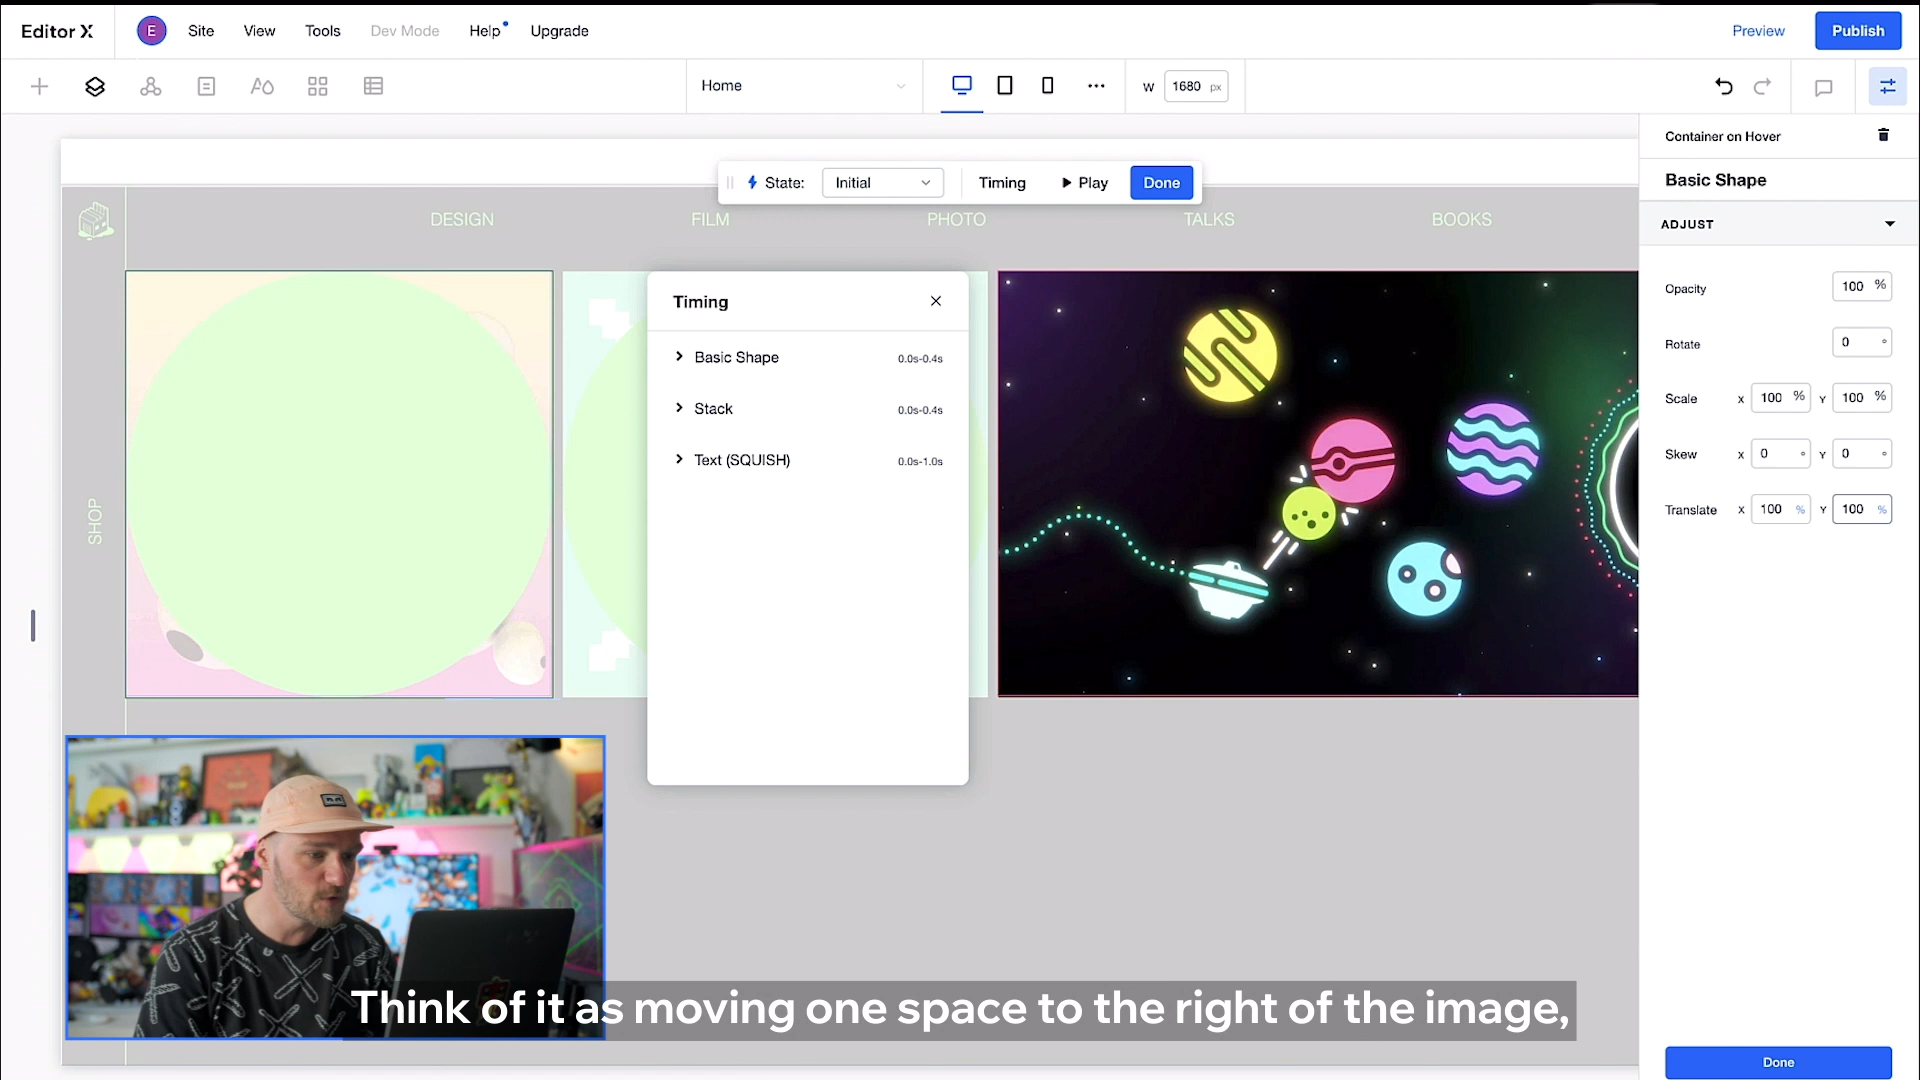 Editor X
E
Site
View
Tools
Dev Mode
Help
Upgrade
Preview
Publish
Home
W 1680 px
Container on Hover
State:
Initial
Timing
Play
Done
Basic Shape
ADJUST
DESIGN
FILM
PHOTO
TALKS
BOOKS
SHOP
Timing
Basic Shape 0.0s-0.4s
Stack 0.0s-0.4s
Text (SQUISH) 0.0s-1.0s
Opacity 100 %
Rotate 0 °
Scale X 100 % Y 100 %
Skew X 0 ° Y 0 °
Translate X 100 % Y 100 %
Think of it as moving one space to the right of the image,
Done